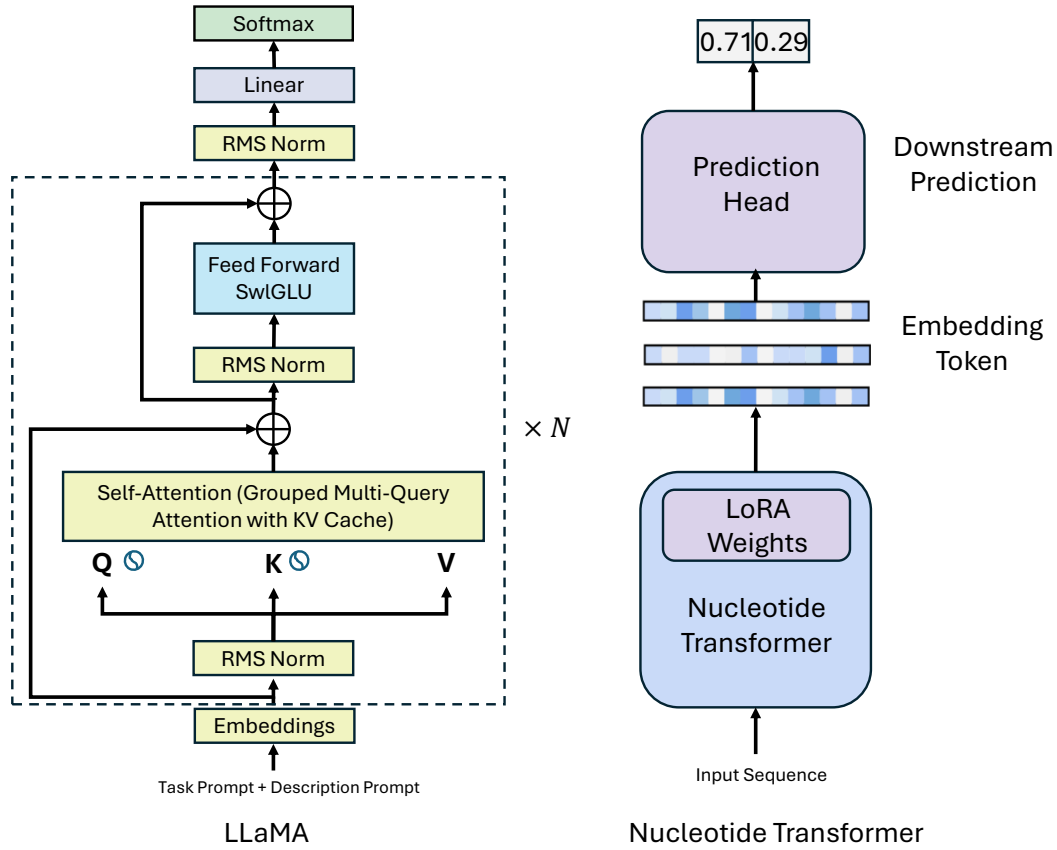 Softmax
Linear
RMS Norm
Feed Forward
SwlGLU
RMS Norm
× N
Self-Attention (Grouped Multi-Query
Attention with KV Cache)
Q K V
RMS Norm
Embeddings
Task Prompt + Description Prompt
LLaMA
0.71 0.29
Prediction
Head
Downstream
Prediction
Embedding
Token
LoRA
Weights
Nucleotide
Transformer
Input Sequence
Nucleotide Transformer